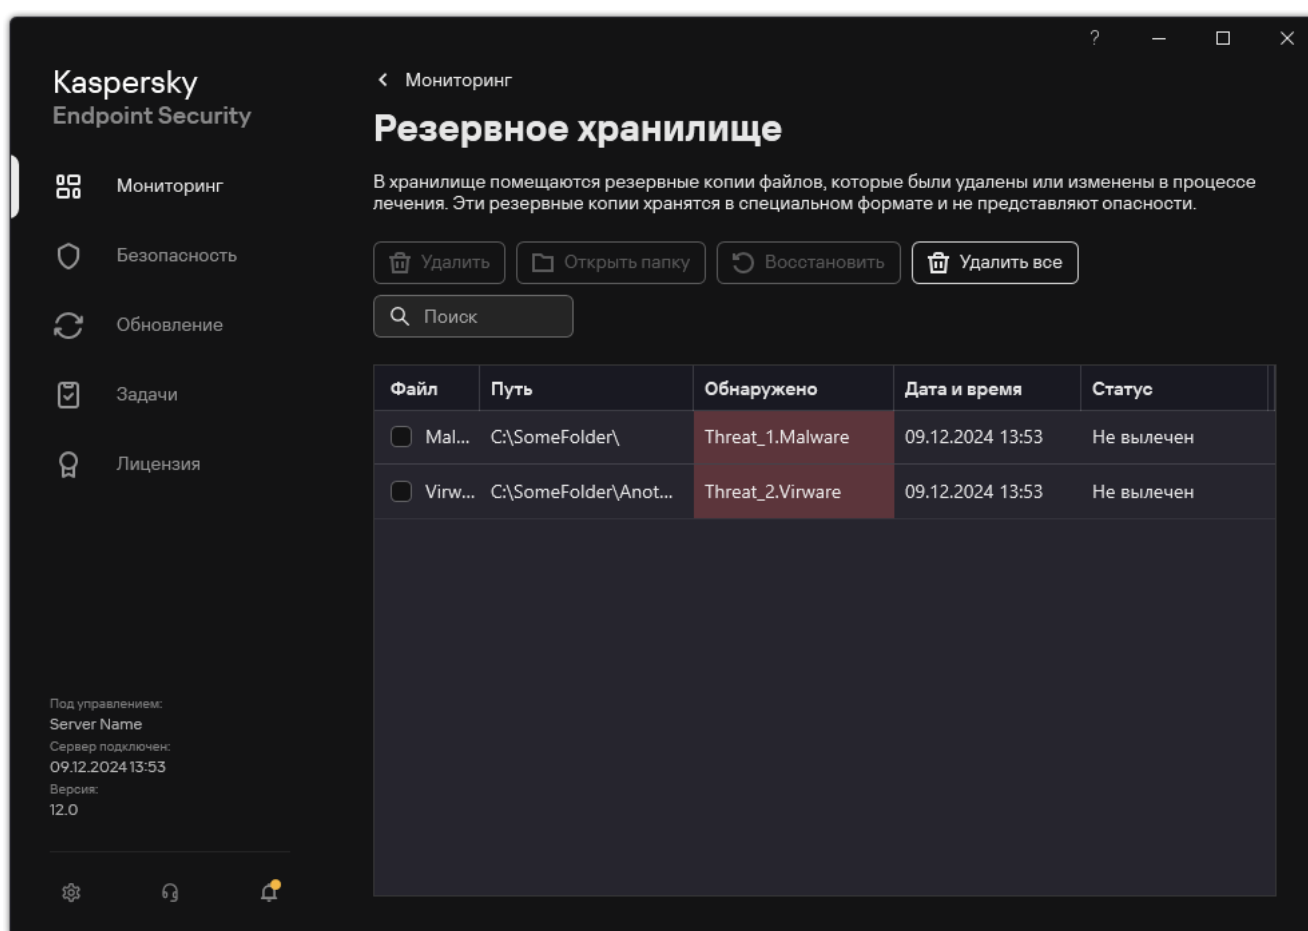 ?
Kaspersky
Endpoint Security
Мониторинг
Безопасность
Обновление
Задачи
Лицензия
Под управлением:
Server Name
Сервер подключен:
09.12.2024 13:53
Версия:
12.0
Мониторинг
Резервное хранилище
В хранилище помещаются резервные копии файлов, которые были удалены или изменены в процессе
лечения. Эти резервные копии хранятся в специальном формате и не представляют опасности.
Удалить Открыть папку Восстановить Удалить все
Поиск
Файл Путь Обнаружено Дата и время Статус
Mal... C:\SomeFolder\ Threat_1.Malware 09.12.2024 13:53 Не вылечен
Virw... C:\SomeFolder\Anot... Threat_2.Virware 09.12.2024 13:53 Не вылечен